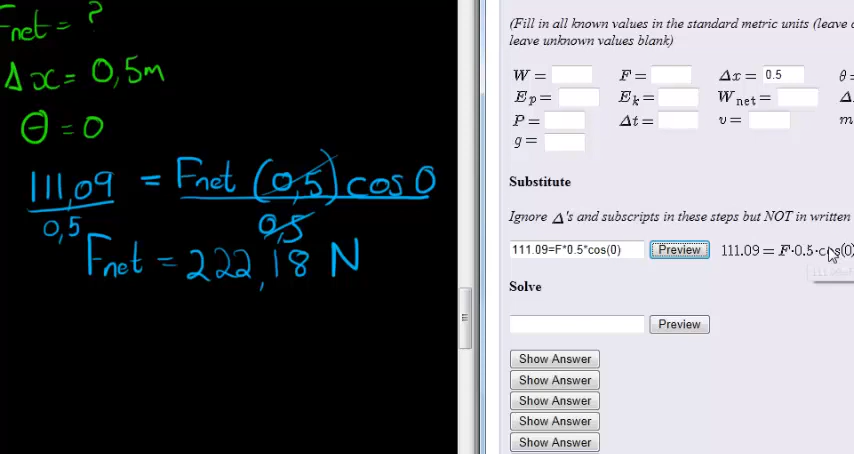 Fnet = ?
Δx = 0,5m
θ = 0
111,09 = Fnet (0,5) cos 0
0,5 0,5
Fnet = 222,18 N
(Fill in all known values in the standard metric units (leave
leave unknown values blank)
W = F = Δx = 0.5 θ =
Ep = Ek = Wnet = Δ
P = Δt = v = m
g =
Substitute
Ignore Δ's and subscripts in these steps but NOT in written
111.09=F*0.5*cos(0) Preview 111.09 = F·0.5·cos(0)
Solve
Preview
Show Answer
Show Answer
Show Answer
Show Answer
Show Answer